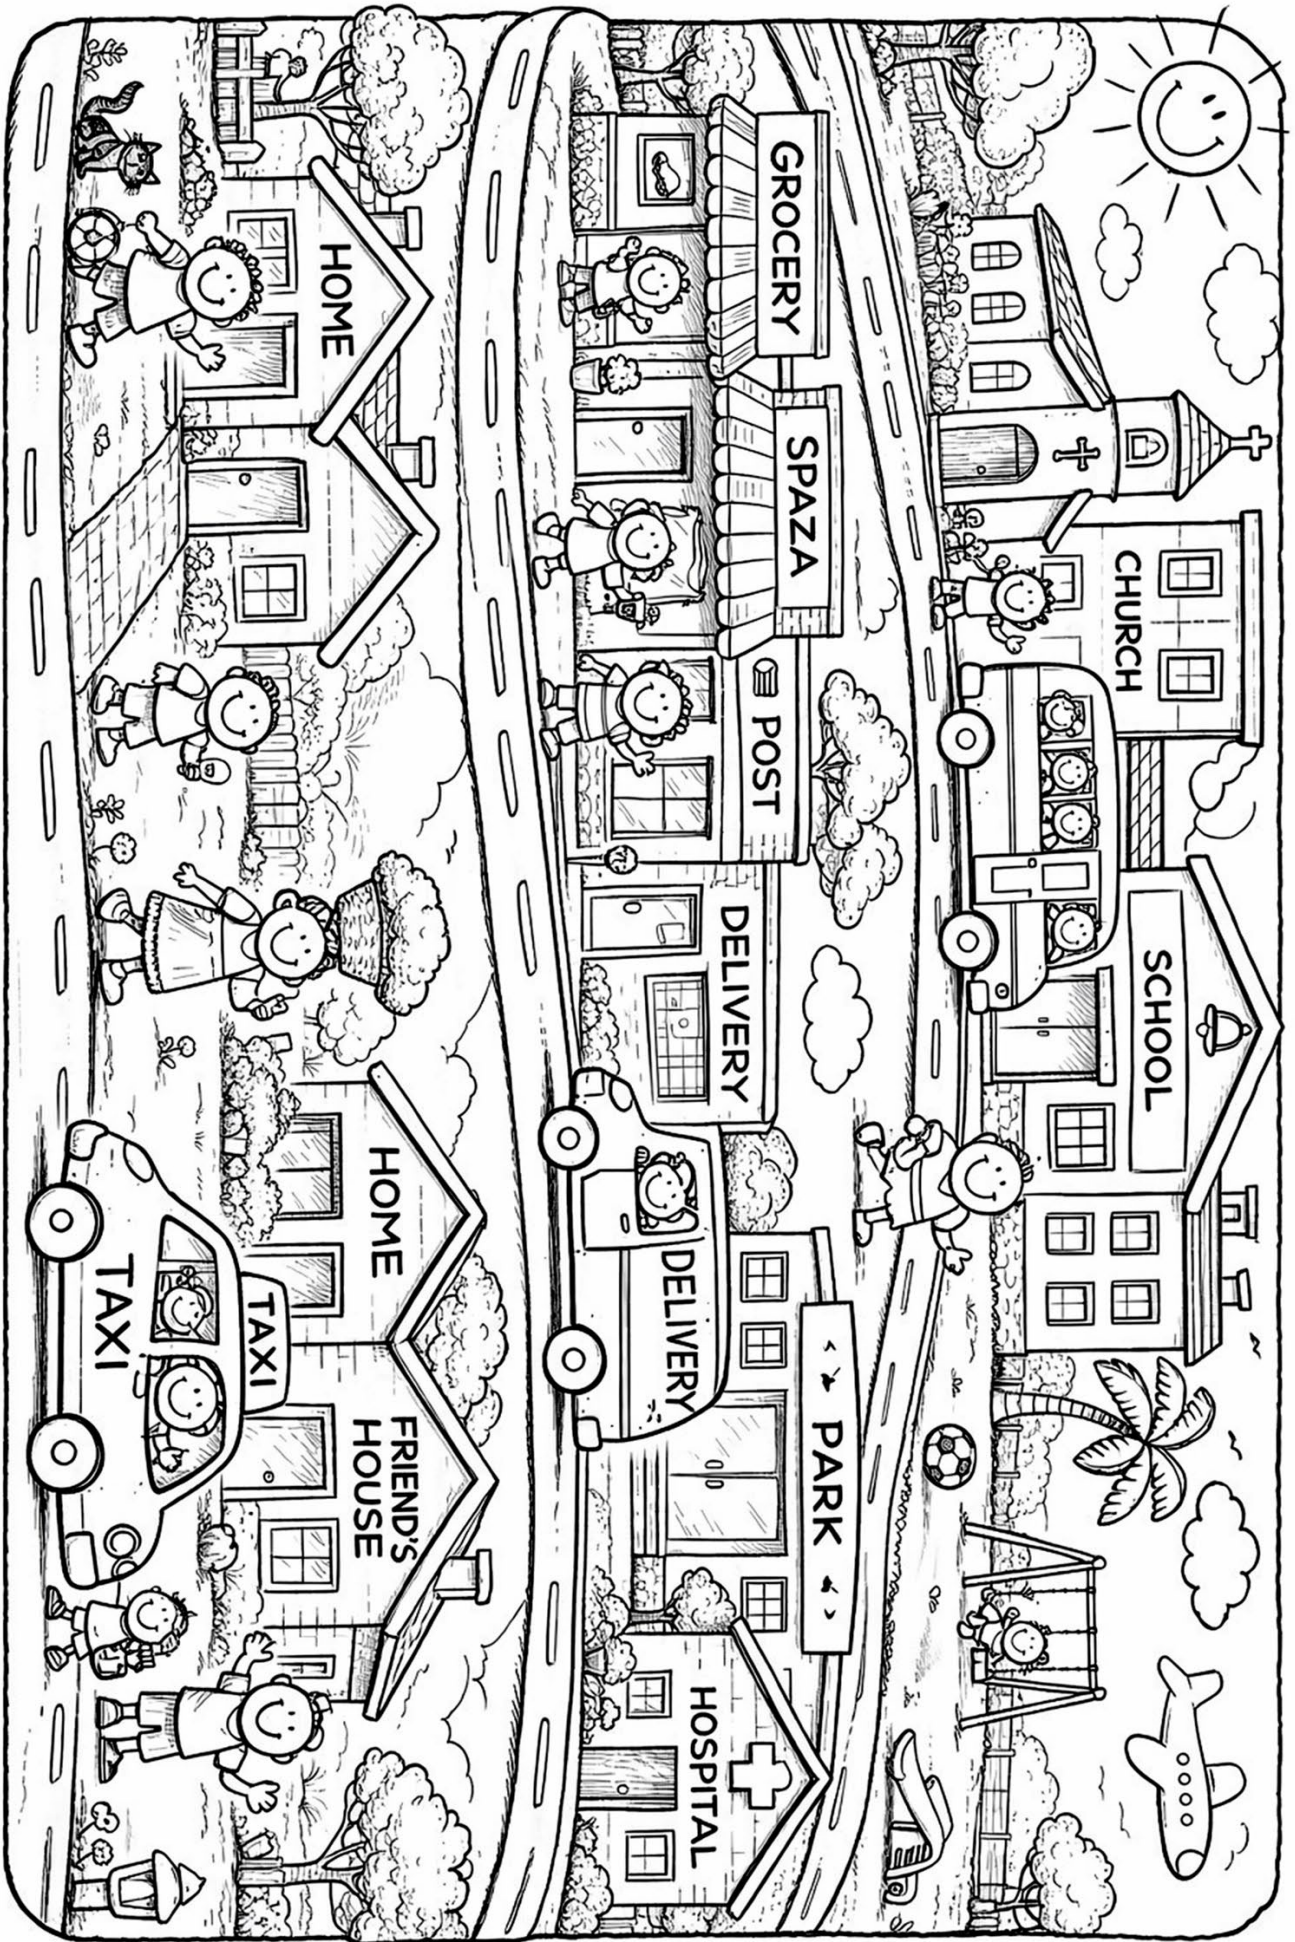 CHURCH
SCHOOL
GROCERY
SPAZA
POST
DELIVERY
DELIVERY
PARK
HOSPITAL
HOME
HOME
FRIEND'S
HOUSE
TAXI
TAXI